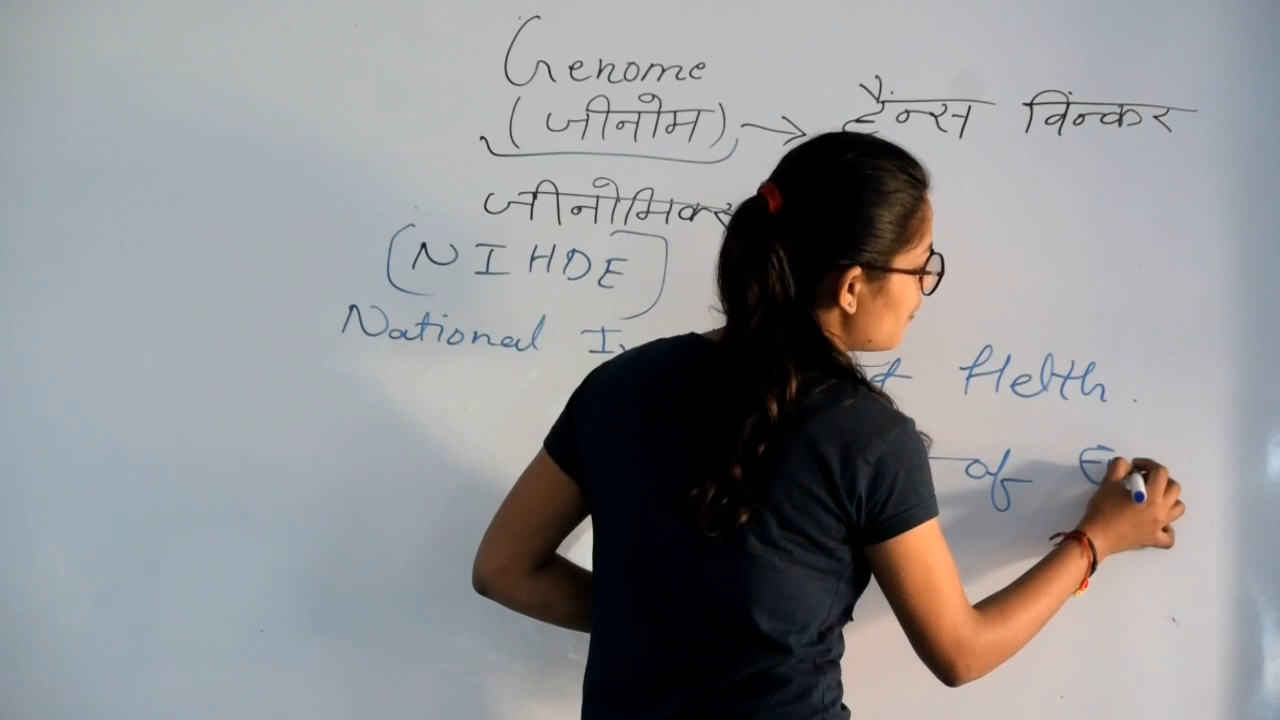 Genome
(जीनोम) → हैंन्स विंन्कर
जीनोमिक्स
(NIHDE)
National Helth.
of